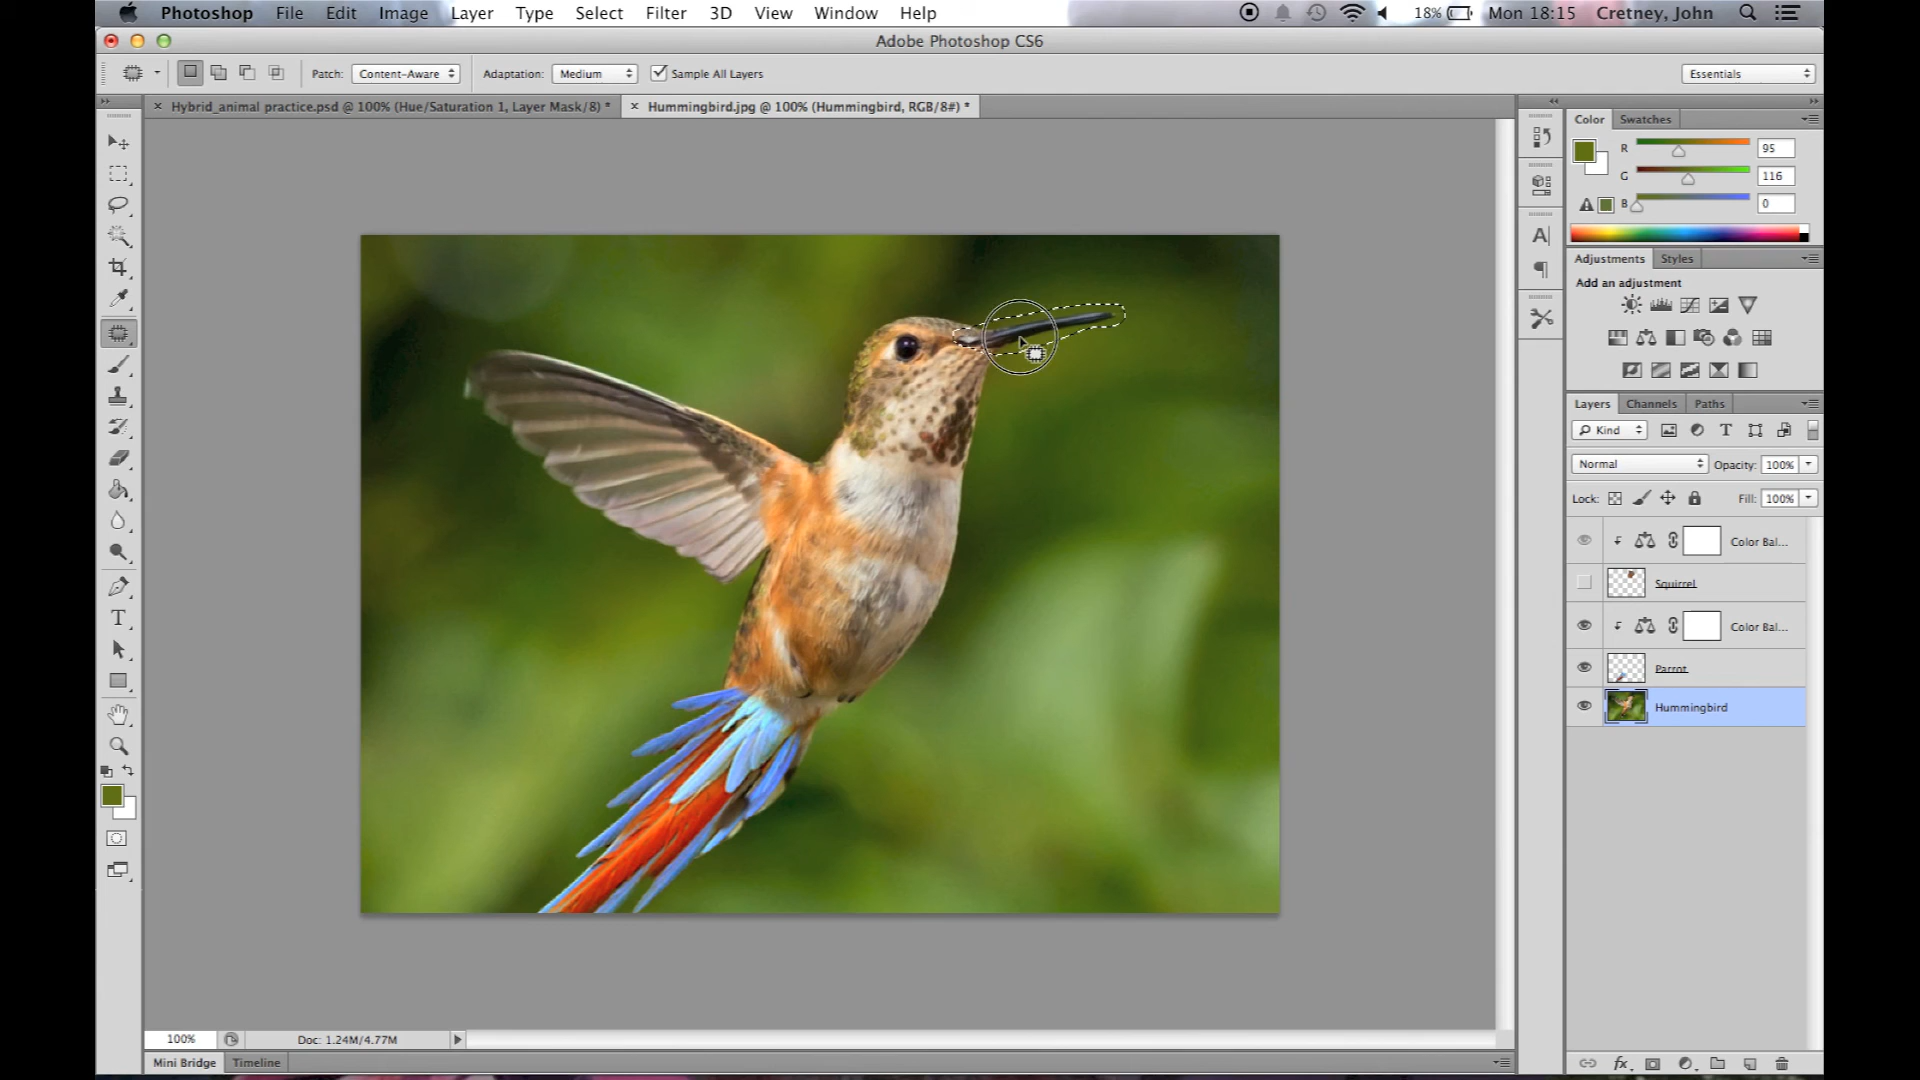 Photoshop File Edit Image Layer Type Select Filter 3D View Window Help 18% Mon 18:15 Cretney, John
Adobe Photoshop CS6
Patch: Content-Aware Adaptation: Medium Sample All Layers Essentials
Hybrid_animal practice.psd @ 100% (Hue/Saturation 1, Layer Mask/8) * Hummingbird.jpg @ 100% (Hummingbird, RGB/8#) *
Color Swatches
R 95
G 116
B 0
Adjustments Styles
Add an adjustment
Layers Channels Paths
Kind
Normal Opacity: 100%
Lock: Fill: 100%
Color Bal...
Squirrel
Color Bal...
Parrot
Hummingbird
100% Doc: 1.24M/4.77M
Mini Bridge Timeline